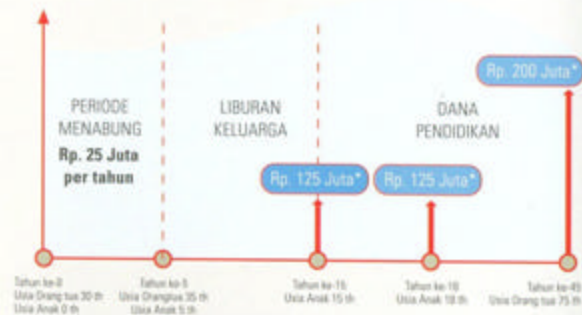 PERIODE
MENABUNG
Rp. 25 Juta
per tahun
LIBURAN
KELUARGA
DANA
PENDIDIKAN
Rp. 125 Juta*
Rp. 125 Juta*
Rp. 200 Juta*
Tahun ke-0
Usia Orang tua 30 th
Usia Anak 0 th
Tahun ke-5
Usia Orangtua 35 th
Usia Anak 5 th
Tahun ke-15
Usia Anak 15 th
Tahun ke-18
Usia Anak 18 th
Tahun ke-45
Usia Orang tua 75 th